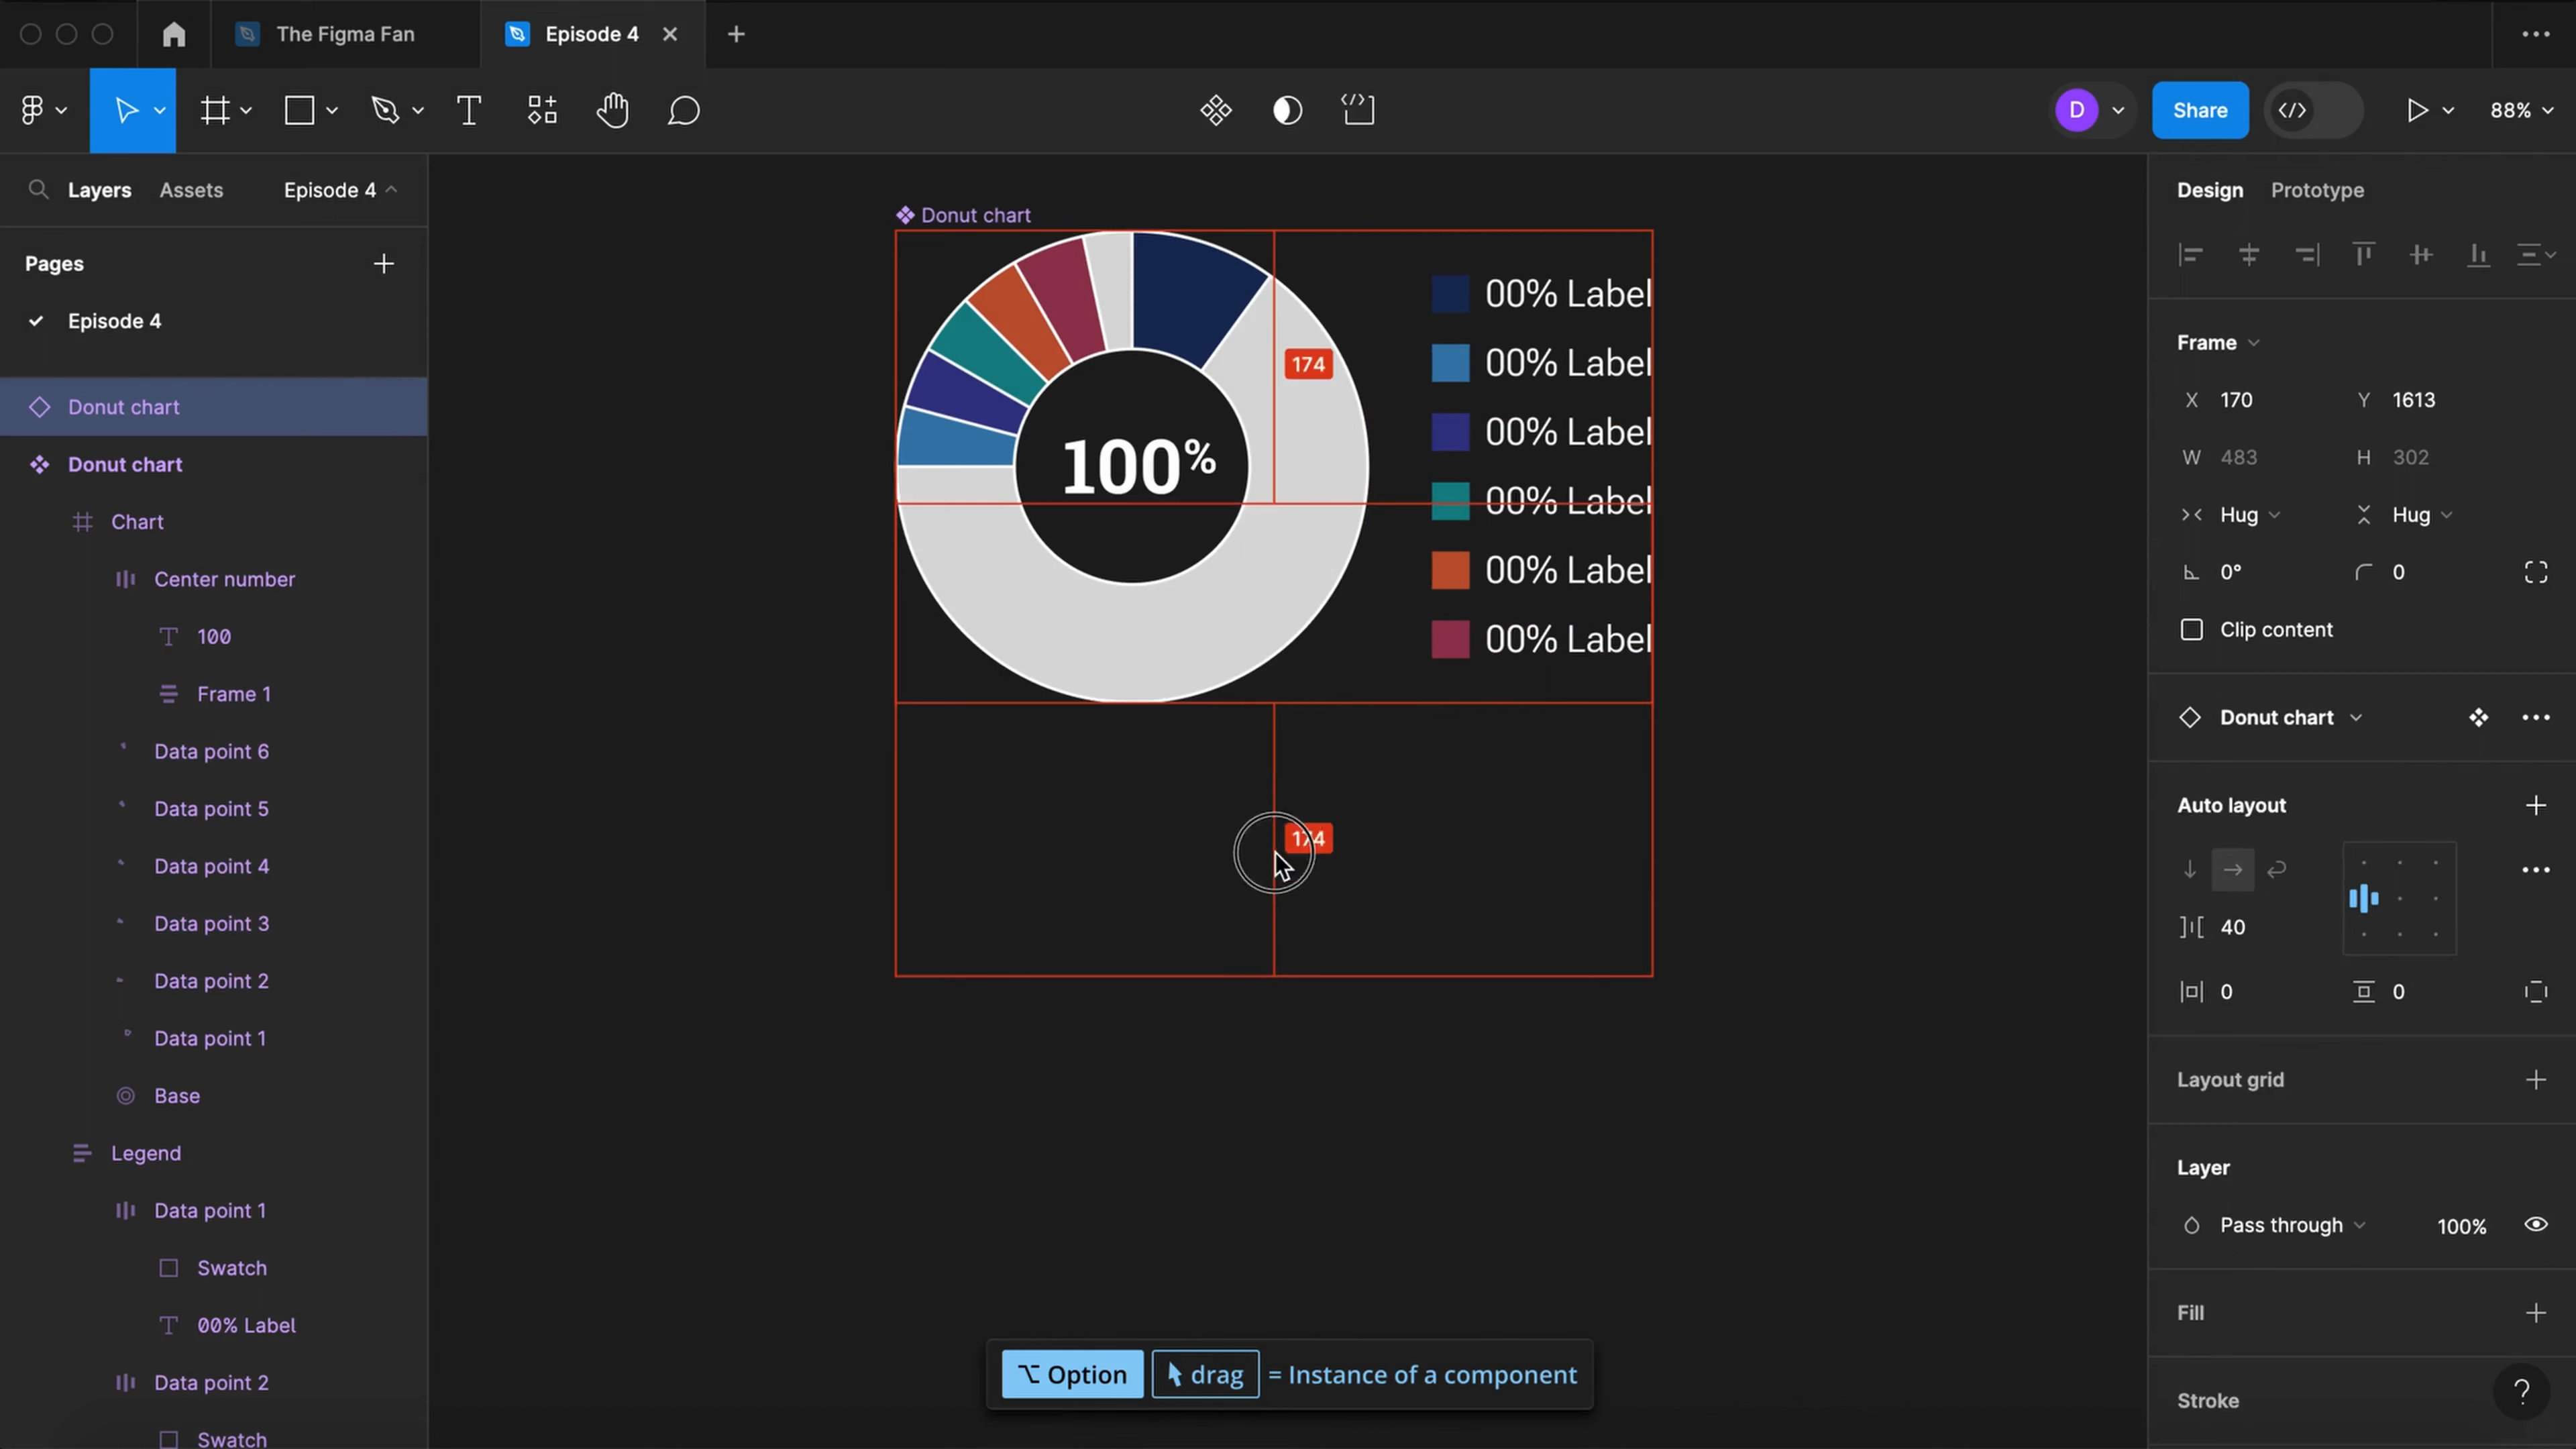 The Figma Fan
Episode 4
D
Share
88%
Layers
Assets
Episode 4
Pages
Episode 4
Donut chart
Donut chart
Chart
Center number
100
Frame 1
Data point 6
Data point 5
Data point 4
Data point 3
Data point 2
Data point 1
Base
Legend
Data point 1
Swatch
00% Label
Data point 2
Swatch
Donut chart
100%
174
00% Label
00% Label
00% Label
00% Label
00% Label
00% Label
174
Option drag = Instance of a component
Design
Prototype
Frame
X 170 Y 1613
W 483 H 302
Hug Hug
0° 0
Clip content
Donut chart
Auto layout
40
0 0
Layout grid
Layer
Pass through 100%
Fill
Stroke
?